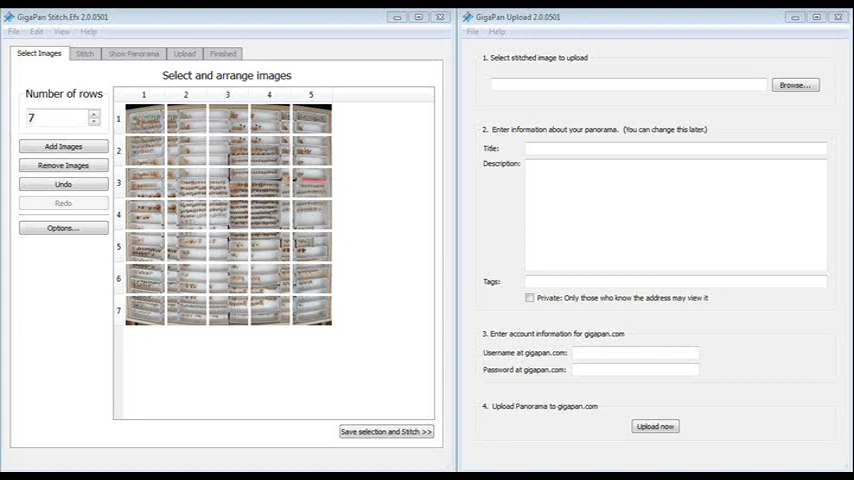 GigaPan Stitch.Efx 2.0.0501
File Edit View Help
Select Images Stitch Show Panorama Upload Finished
Select and arrange images
Number of rows
7
Add Images
Remove Images
Undo
Redo
Options...
1 2 3 4 5
1
2
3
4
5
6
7
Save selection and Stitch >>
GigaPan Upload 2.0.0501
File Help
1. Select stitched image to upload
Browse...
2. Enter information about your panorama. (You can change this later.)
Title:
Description:
Tags:
Private: Only those who know the address may view it
3. Enter account information for gigapan.com
Username at gigapan.com:
Password at gigapan.com:
4. Upload Panorama to gigapan.com
Upload now